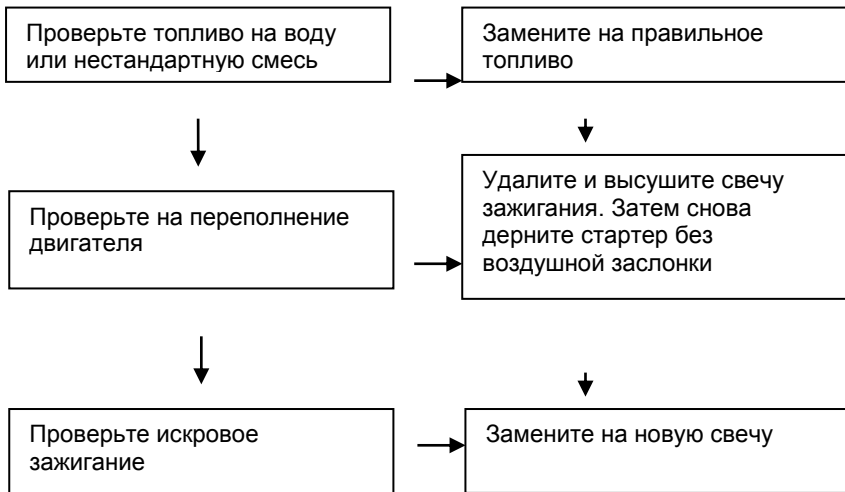 Проверьте топливо на воду
или нестандартную смесь
Замените на правильное
топливо
Проверьте на переполнение
двигателя
Удалите и высушите свечу
зажигания. Затем снова
дерните стартер без
воздушной заслонки
Проверьте искровое
зажигание
Замените на новую свечу